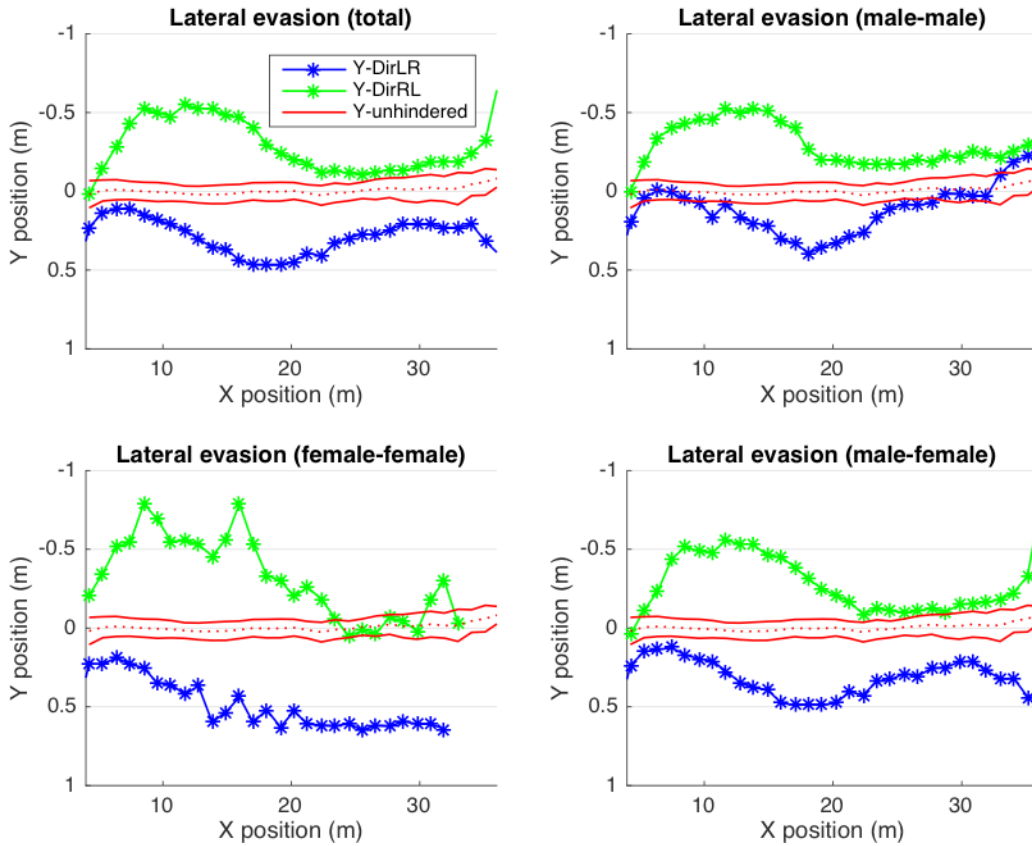 Lateral evasion (total)
-1
-0.5
0
0.5
1
Y position (m)
10
20
30
X position (m)
Y-DirLR
Y-DirRL
Y-unhindered
Lateral evasion (male-male)
-1
-0.5
0
0.5
1
Y position (m)
10
20
30
X position (m)
Lateral evasion (female-female)
-1
-0.5
0
0.5
1
Y position (m)
10
20
30
X position (m)
Lateral evasion (male-female)
-1
-0.5
0
0.5
1
Y position (m)
10
20
30
X position (m)